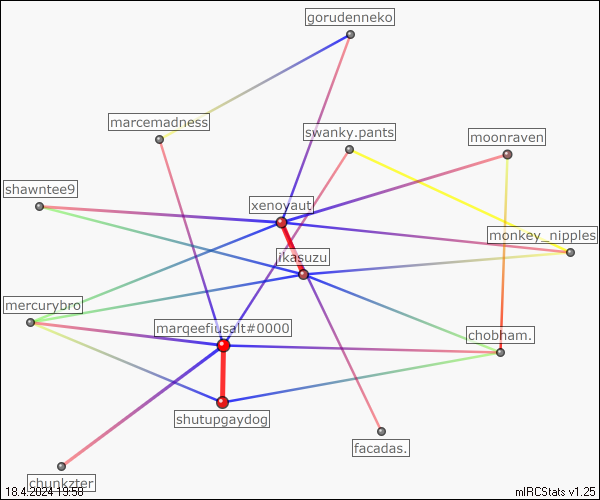 gorudenneko
marcemadness
swanky.pants
moonraven
shawntee9
xenoyaut
monkey_nipples
ikasuzu
mercurybro
marqeefiusalt#0000
chobham.
shutupgaydog
facadas.
chunkzter
18.4.2024 19:58
mIRCStats v1.25